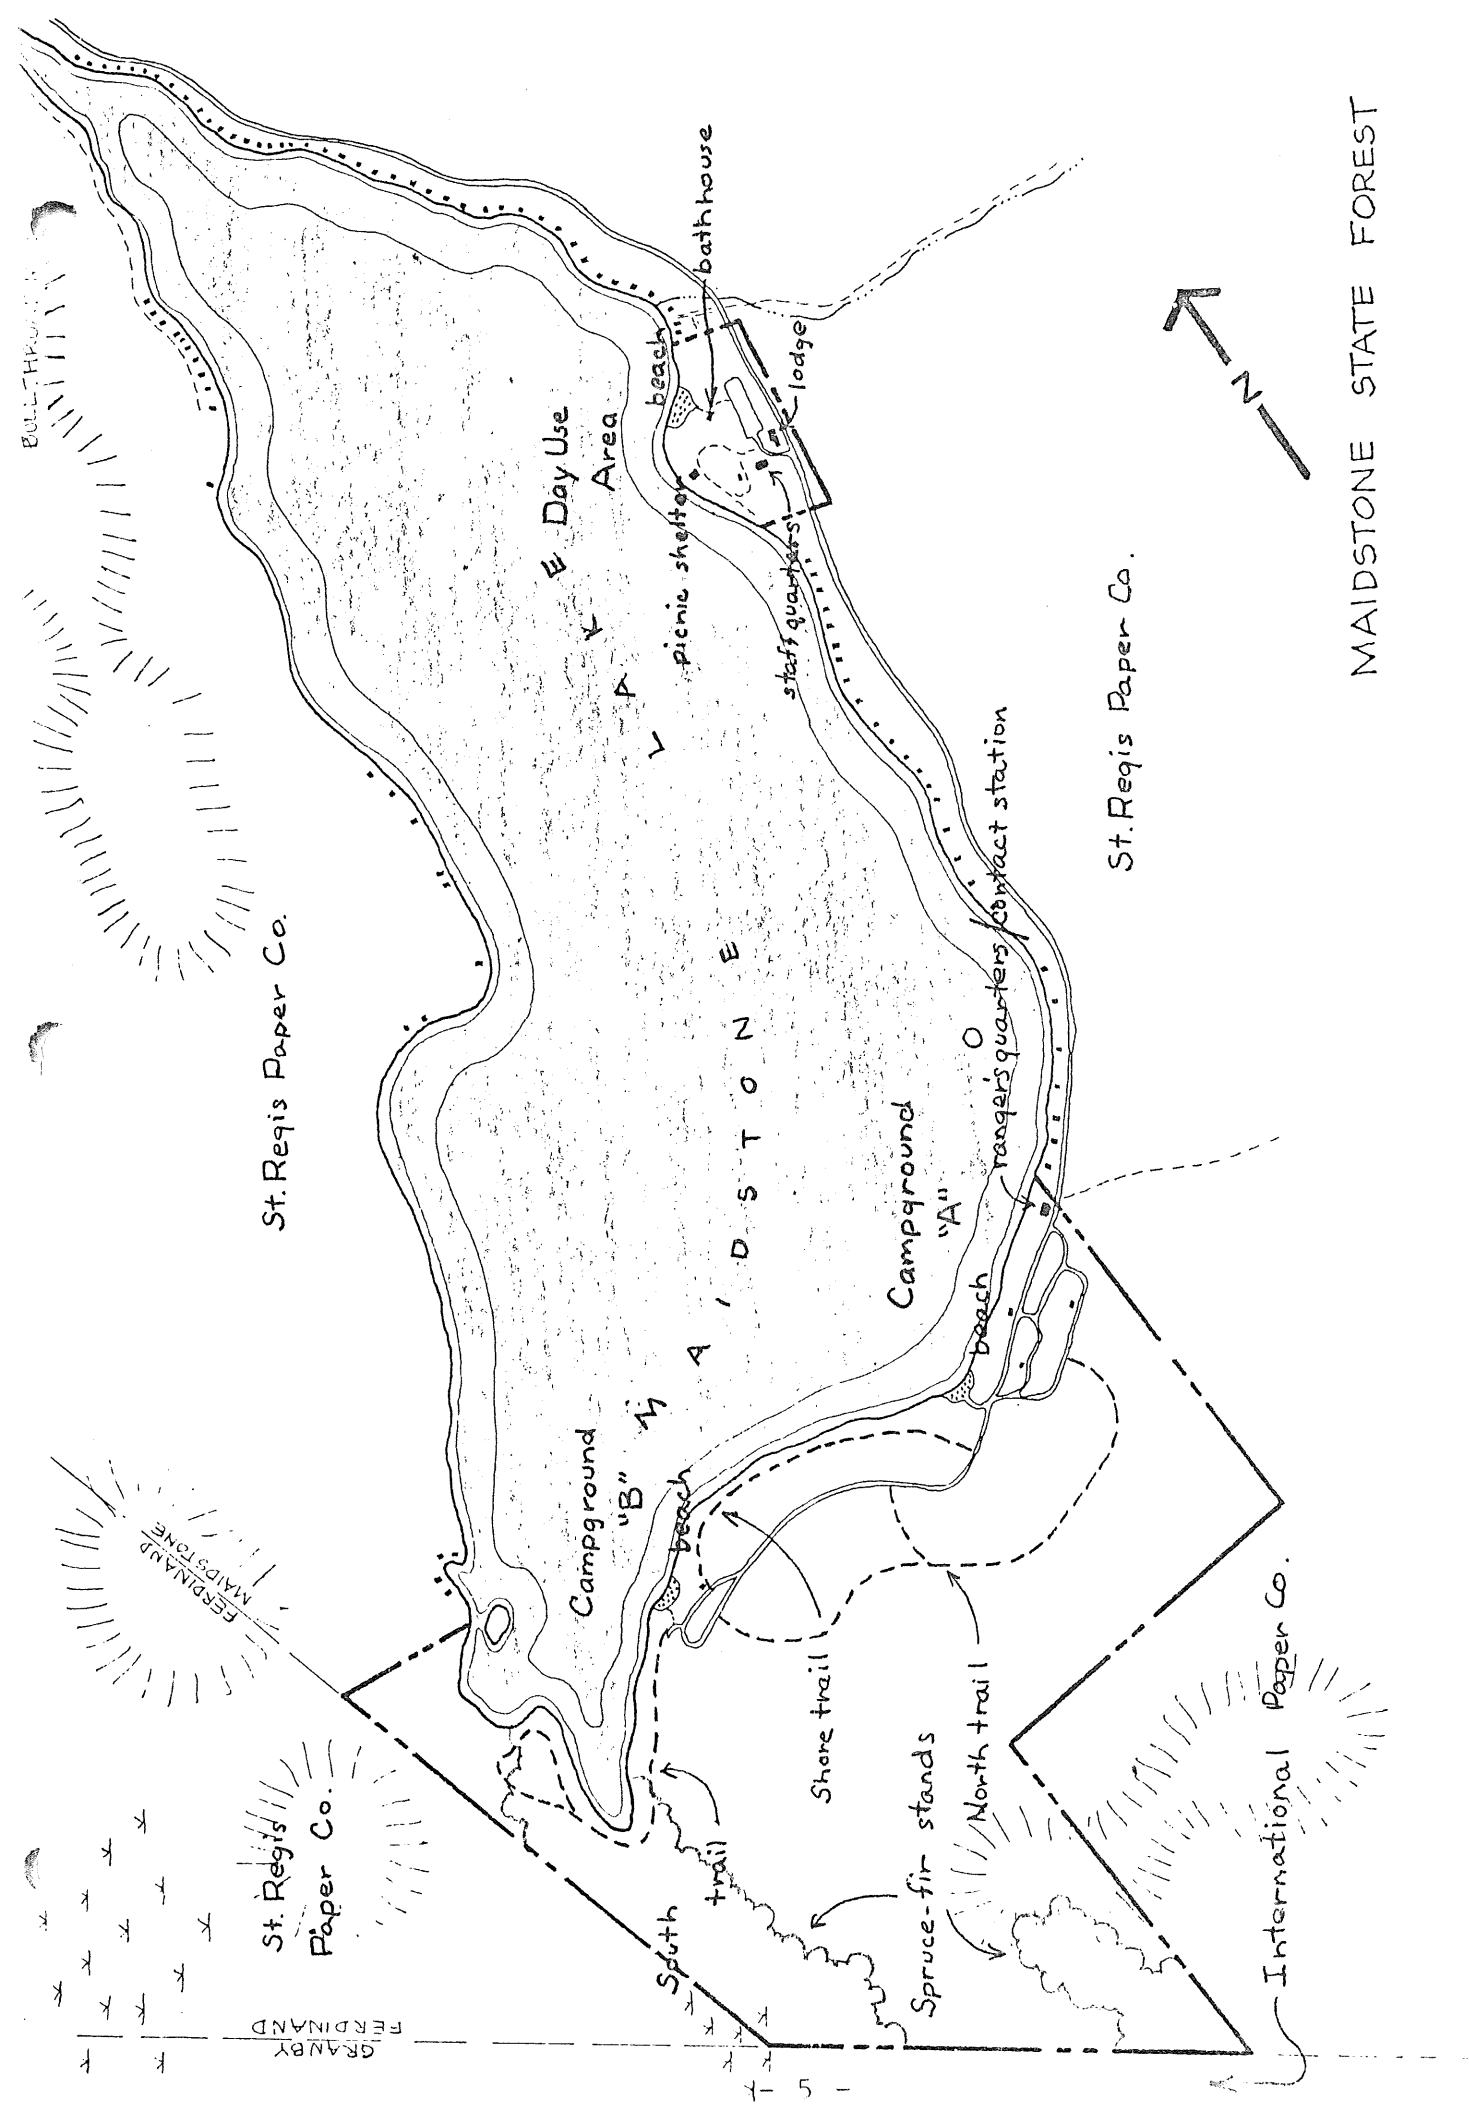 BULLTHROAT
bathhouse
beach
lodge
Day Use
Area
picnic shelter
staff quarters
MAIDSTONE STATE FOREST
N
St. Regis Paper Co.
St. Regis Paper Co.
MAIDSTONE LAKE
rangers quarters/contact station
Campground
"A"
beach
Campground
"B"
beach
FERDINAND
MAIDSTONE
Shore trail
North trail
Spruce-fir stands
South
trail
St. Regis
Paper Co.
International Paper Co.
GRANBY
FERDINAND
- 5 -